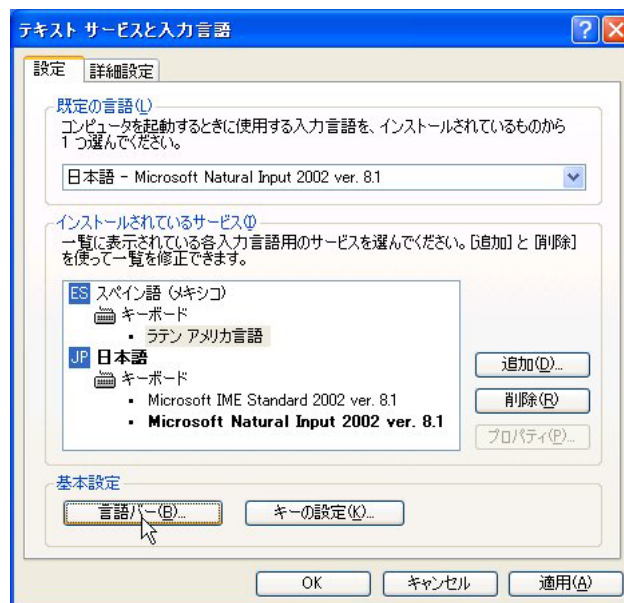 テキスト サービスと入力言語
設定
詳細設定
既定の言語(L)
コンピュータを起動するときに使用する入力言語を、インストールされているものから
1 つ選んでください。
日本語 - Microsoft Natural Input 2002 ver. 8.1
インストールされているサービス(I)
一覧に表示されている各入力言語用のサービスを選んでください。[追加] と [削除]
を使って一覧を修正できます。
ES スペイン語 (メキシコ)
キーボード
・ ラテン アメリカ言語
JP 日本語
キーボード
・ Microsoft IME Standard 2002 ver. 8.1
・ Microsoft Natural Input 2002 ver. 8.1
追加(D)...
削除(R)
プロパティ(P)...
基本設定
言語バー(B)...
キーの設定(K)...
OK
キャンセル
適用(A)